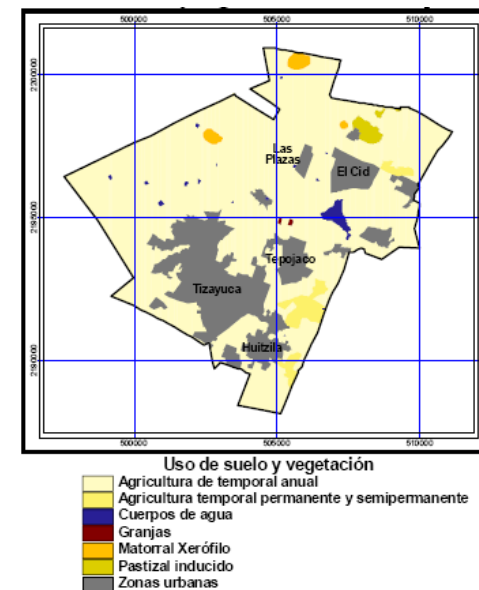 500000 505000 510000
2200000
Las
Plazas
El Cid
2195000
Tepojaco
Tizayuca
Huitzila
2190000
500000 505000 510000
Uso de suelo y vegetación
Agricultura de temporal anual
Agricultura temporal permanente y semipermanente
Cuerpos de agua
Granjas
Matorral Xerófilo
Pastizal inducido
Zonas urbanas